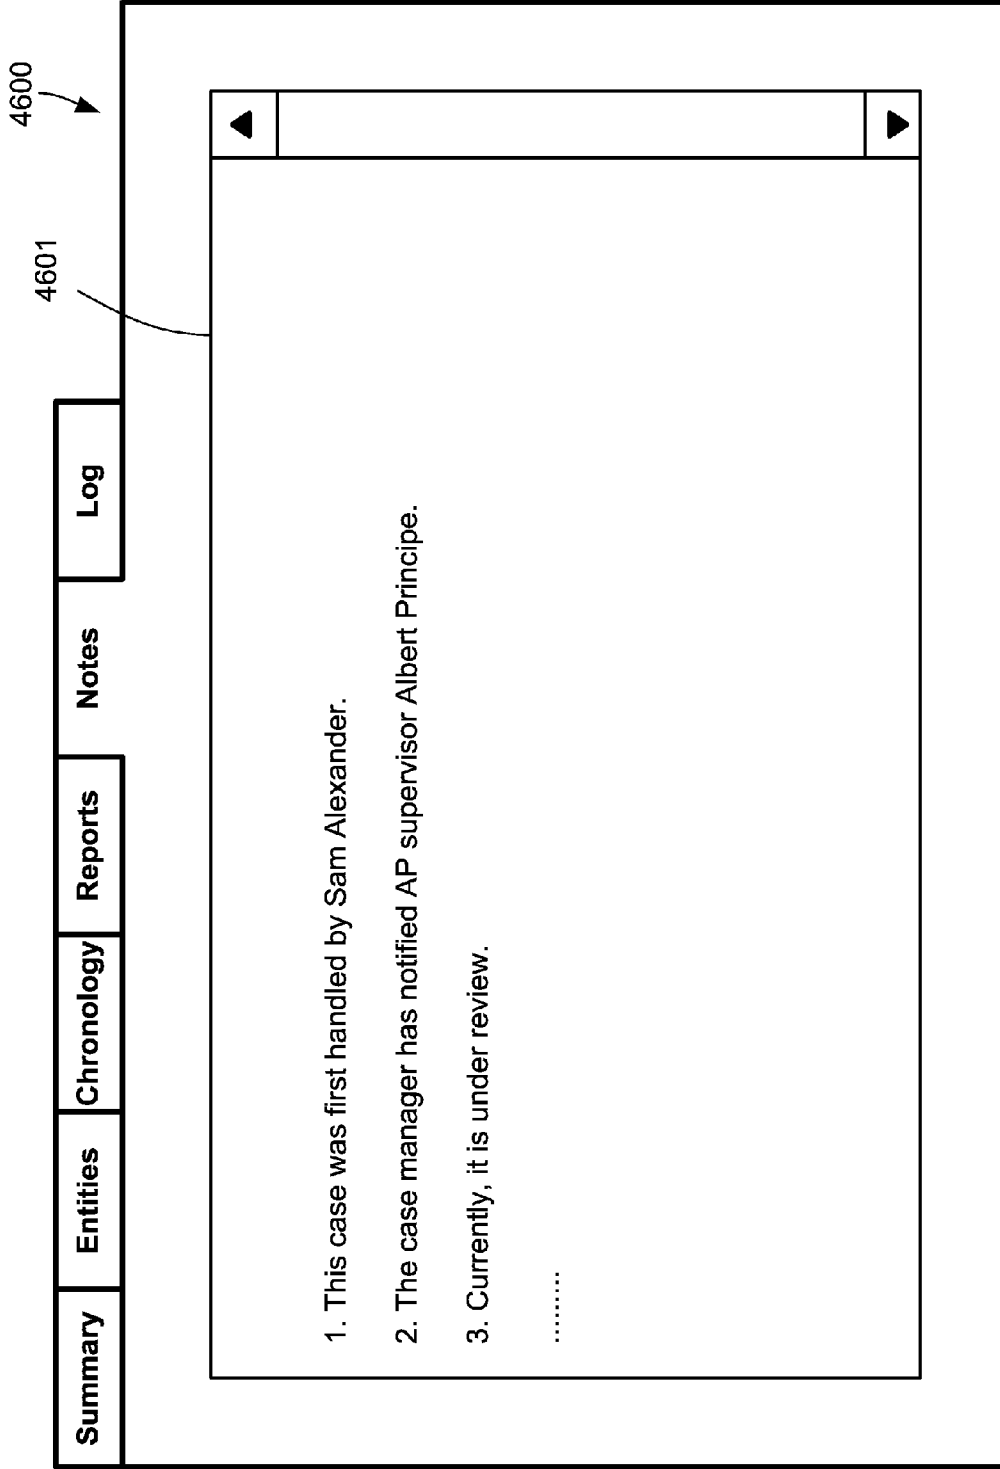 4600
4601
Summary Entities Chronology Reports Notes Log
1. This case was first handled by Sam Alexander.
2. The case manager has notified AP supervisor Albert Principe.
3. Currently, it is under review.
.........